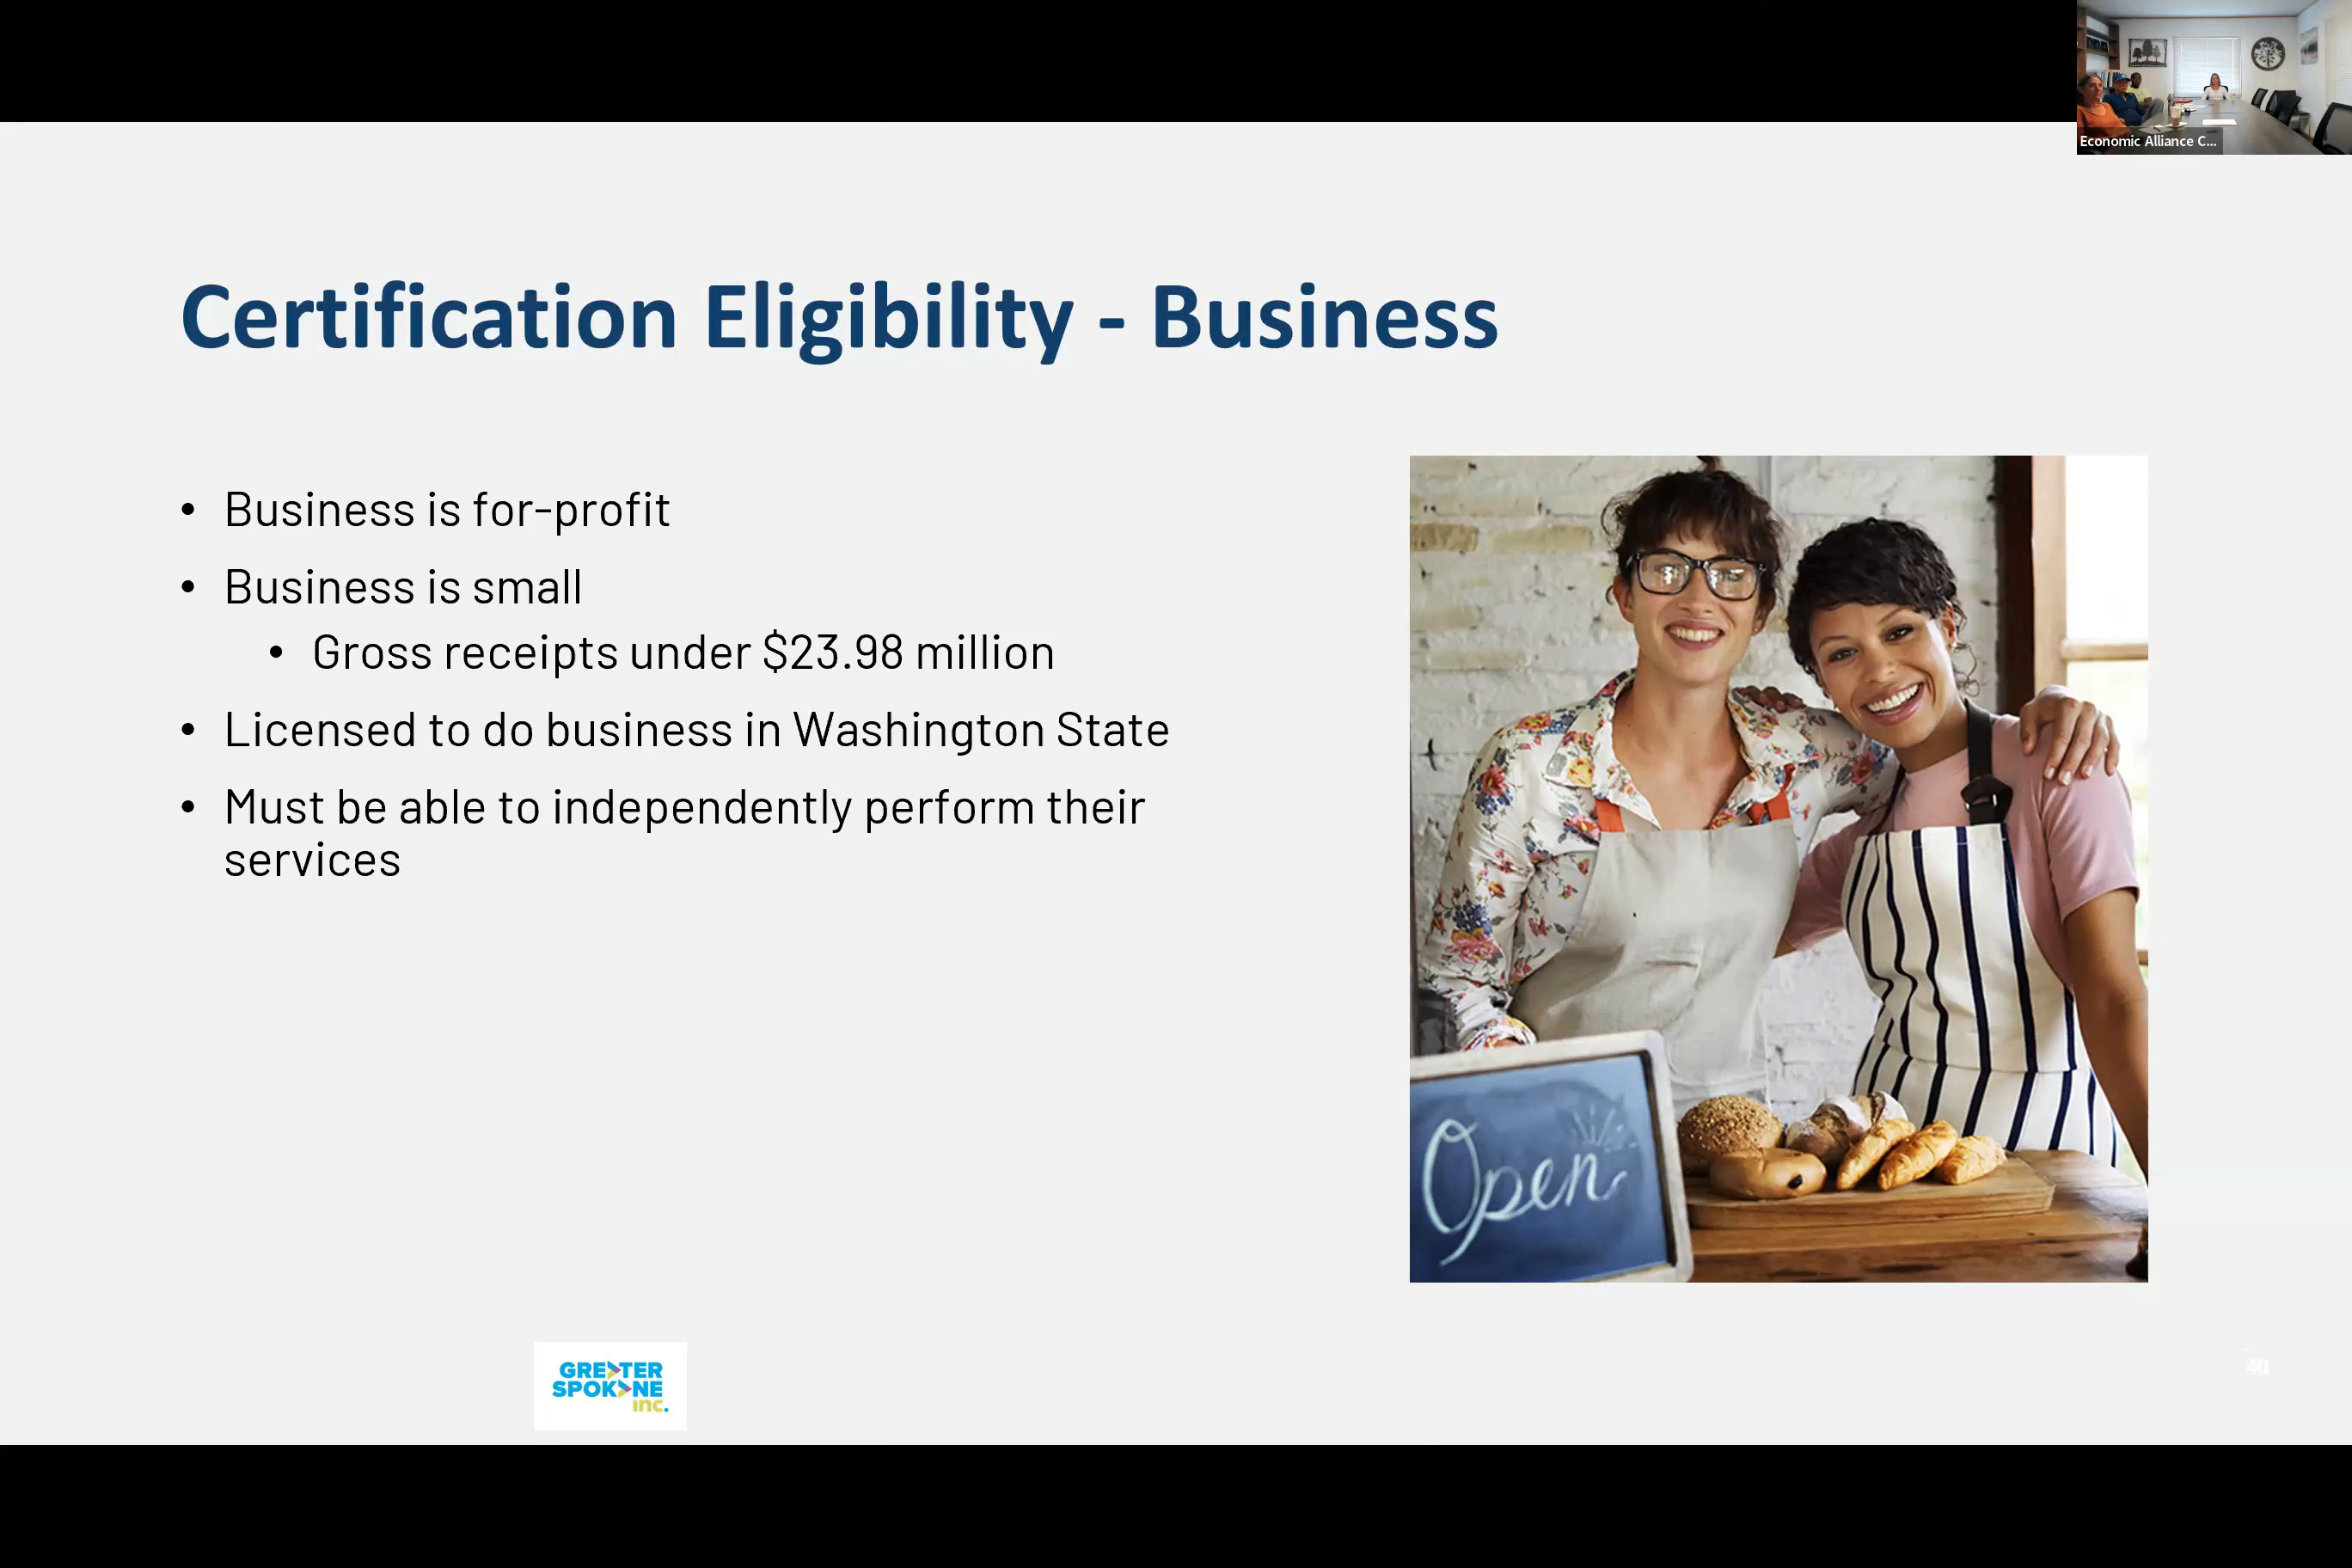 Economic Alliance C...
Certification Eligibility - Business
• Business is for-profit
• Business is small
• Gross receipts under $23.98 million
• Licensed to do business in Washington State
• Must be able to independently perform their
services
Open
GREATER
SPOKANE
inc.
40